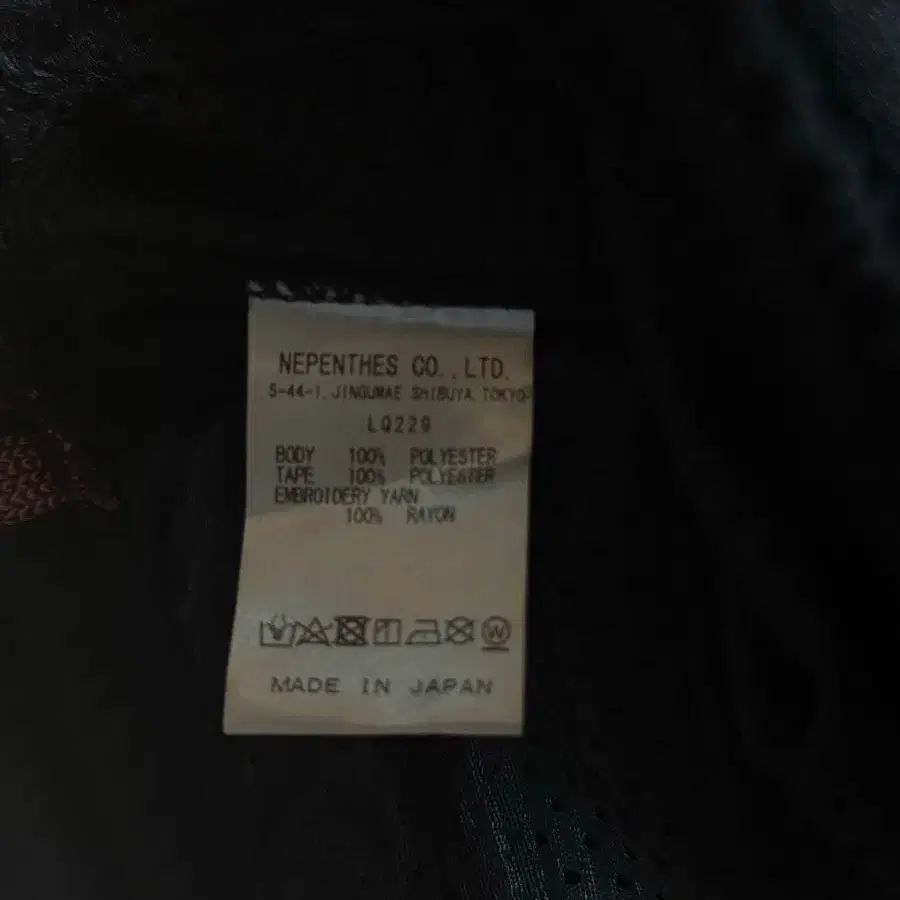 NEPENTHES CO., LTD.
5-44-1, JINGUMAE SHIBUYA, TOKYO
LQ229
BODY 100% POLYESTER
TAPE 100% POLYESTER
EMBROIDERY YARN
100% RAYON
W
MADE IN JAPAN